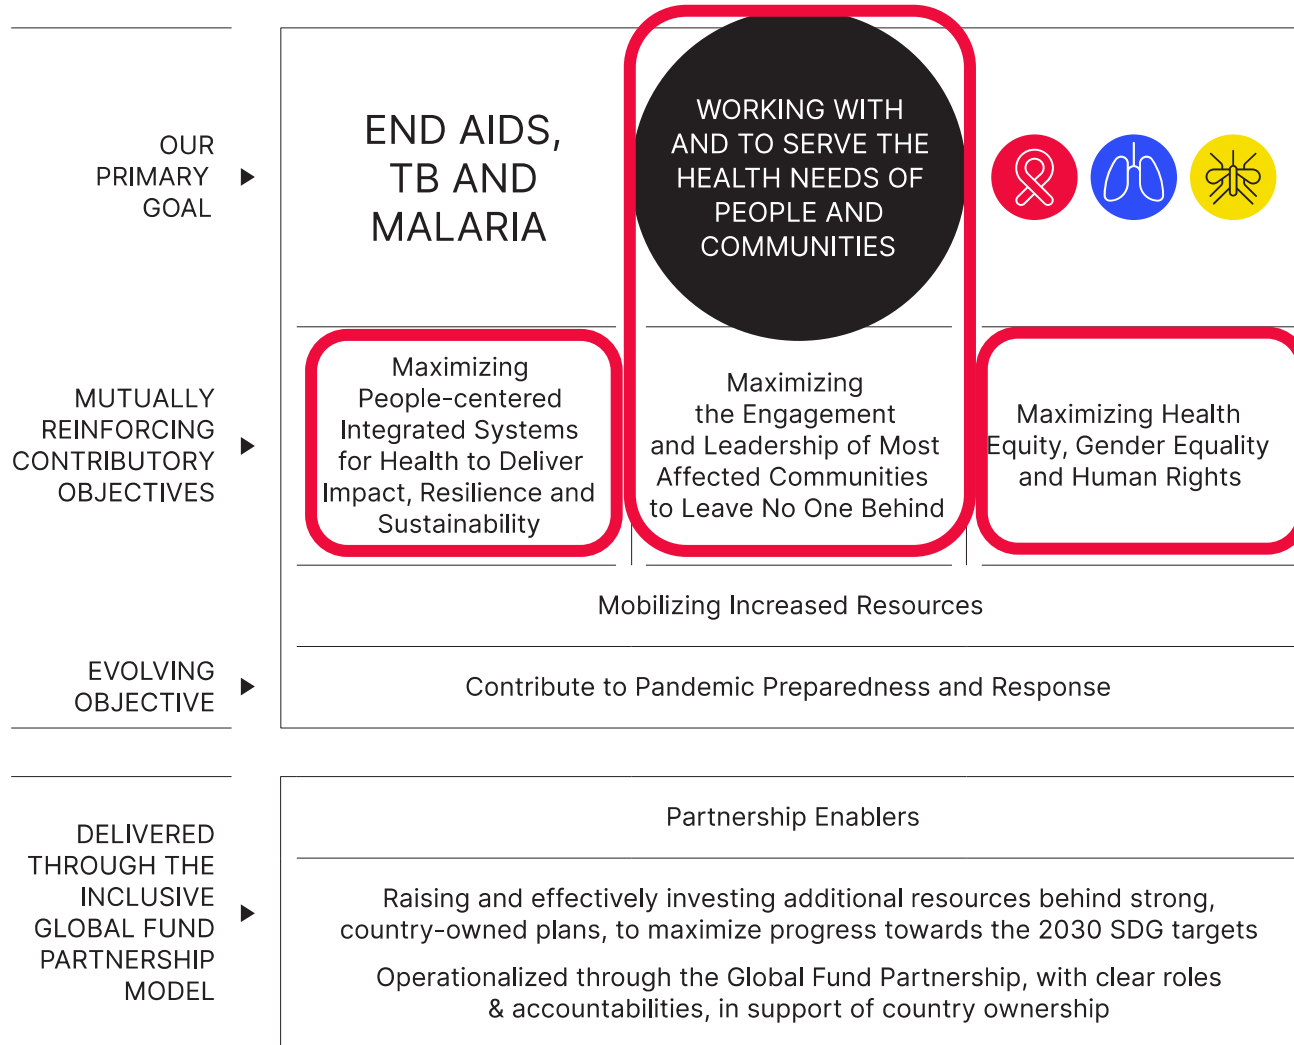 OUR
PRIMARY
GOAL
END AIDS,
TB AND
MALARIA
WORKING WITH
AND TO SERVE THE
HEALTH NEEDS OF
PEOPLE AND
COMMUNITIES
MUTUALLY
REINFORCING
CONTRIBUTORY
OBJECTIVES
Maximizing
People-centered
Integrated Systems
for Health to Deliver
Impact, Resilience and
Sustainability
Maximizing
the Engagement
and Leadership of Most
Affected Communities
to Leave No One Behind
Maximizing Health
Equity, Gender Equality
and Human Rights
Mobilizing Increased Resources
EVOLVING
OBJECTIVE
Contribute to Pandemic Preparedness and Response
DELIVERED
THROUGH THE
INCLUSIVE
GLOBAL FUND
PARTNERSHIP
MODEL
Partnership Enablers
Raising and effectively investing additional resources behind strong,
country-owned plans, to maximize progress towards the 2030 SDG targets
Operationalized through the Global Fund Partnership, with clear roles
& accountabilities, in support of country ownership